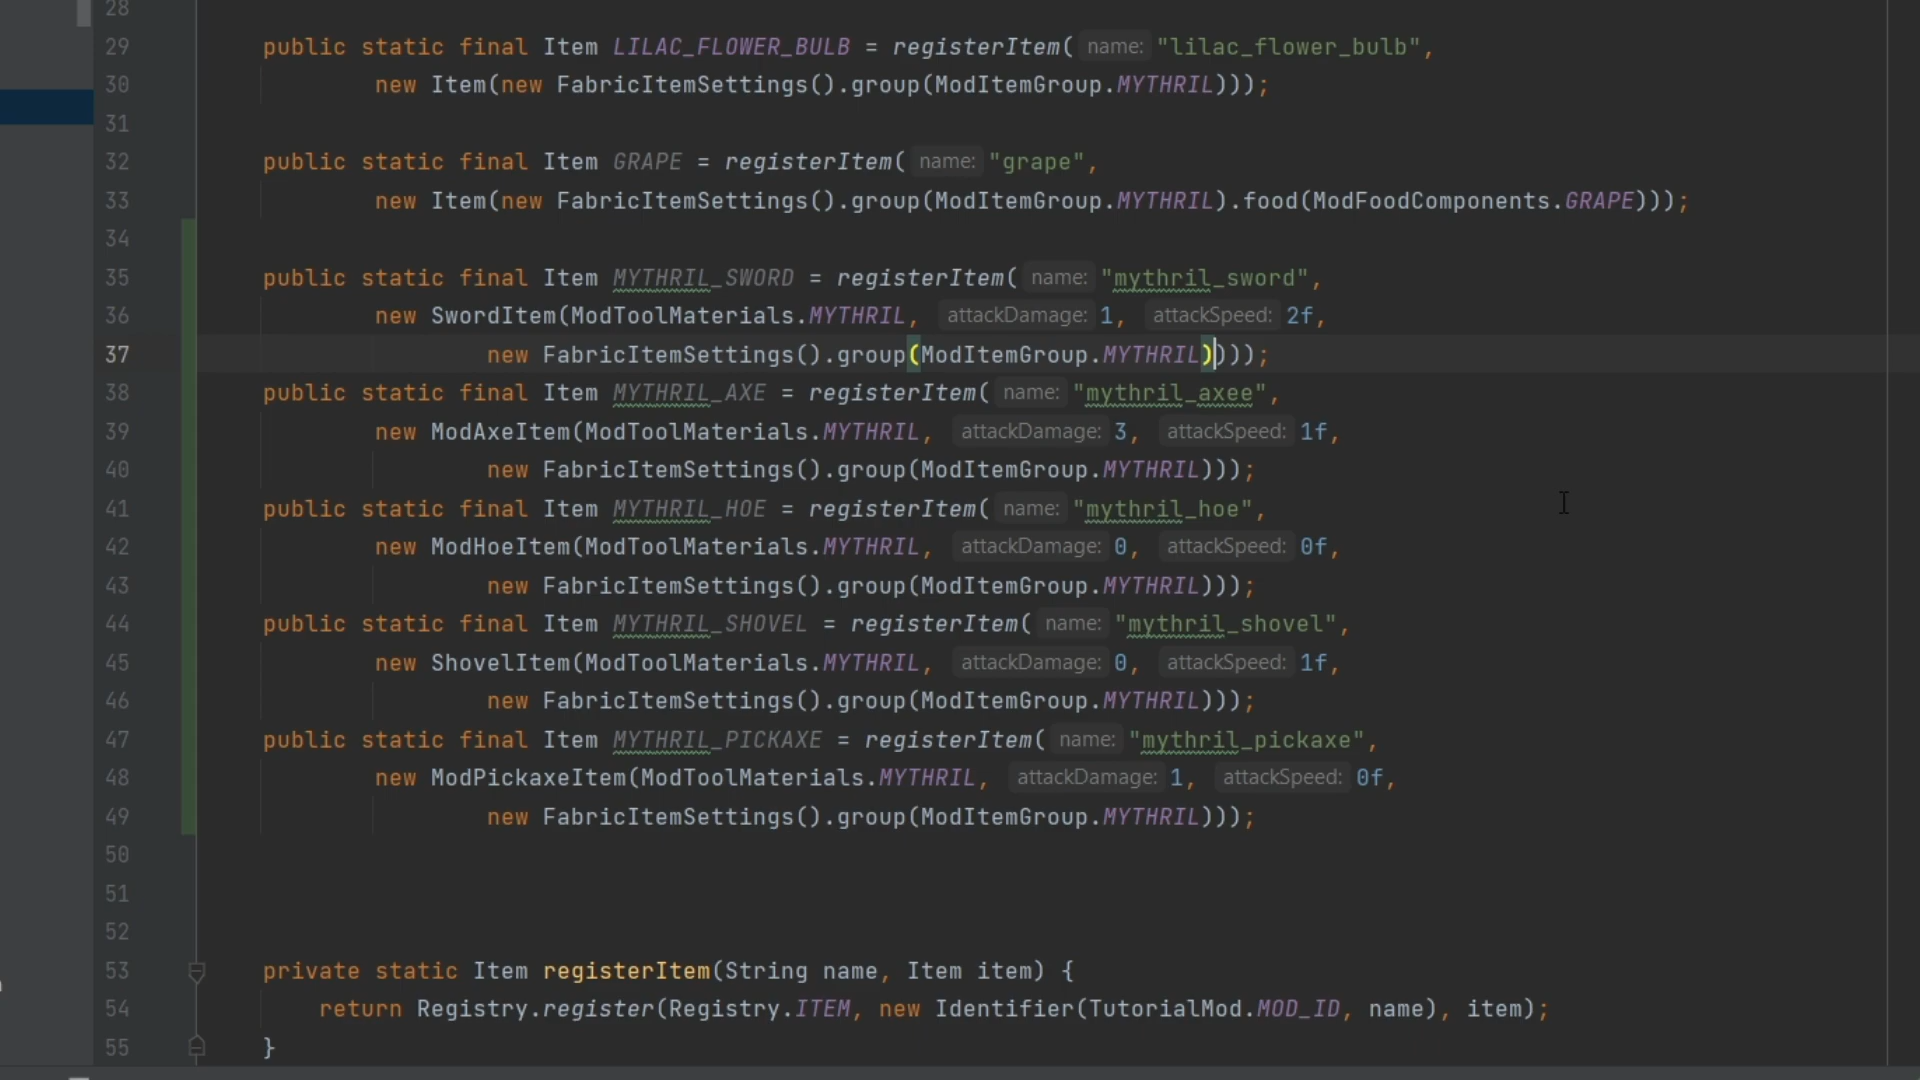 28
29 public static final Item LILAC_FLOWER_BULB = registerItem( name: "lilac_flower_bulb",
30 new Item(new FabricItemSettings().group(ModItemGroup.MYTHRIL)));
31
32 public static final Item GRAPE = registerItem( name: "grape",
33 new Item(new FabricItemSettings().group(ModItemGroup.MYTHRIL).food(ModFoodComponents.GRAPE)));
34
35 public static final Item MYTHRIL_SWORD = registerItem( name: "mythril_sword",
36 new SwordItem(ModToolMaterials.MYTHRIL, attackDamage: 1, attackSpeed: 2f,
37 new FabricItemSettings().group(ModItemGroup.MYTHRIL))));
38 public static final Item MYTHRIL_AXE = registerItem( name: "mythril_axee",
39 new ModAxeItem(ModToolMaterials.MYTHRIL, attackDamage: 3, attackSpeed: 1f,
40 new FabricItemSettings().group(ModItemGroup.MYTHRIL)));
41 public static final Item MYTHRIL_HOE = registerItem( name: "mythril_hoe",
42 new ModHoeItem(ModToolMaterials.MYTHRIL, attackDamage: 0, attackSpeed: 0f,
43 new FabricItemSettings().group(ModItemGroup.MYTHRIL)));
44 public static final Item MYTHRIL_SHOVEL = registerItem( name: "mythril_shovel",
45 new ShovelItem(ModToolMaterials.MYTHRIL, attackDamage: 0, attackSpeed: 1f,
46 new FabricItemSettings().group(ModItemGroup.MYTHRIL)));
47 public static final Item MYTHRIL_PICKAXE = registerItem( name: "mythril_pickaxe",
48 new ModPickaxeItem(ModToolMaterials.MYTHRIL, attackDamage: 1, attackSpeed: 0f,
49 new FabricItemSettings().group(ModItemGroup.MYTHRIL)));
50
51
52
53 private static Item registerItem(String name, Item item) {
54 return Registry.register(Registry.ITEM, new Identifier(TutorialMod.MOD_ID, name), item);
55 }